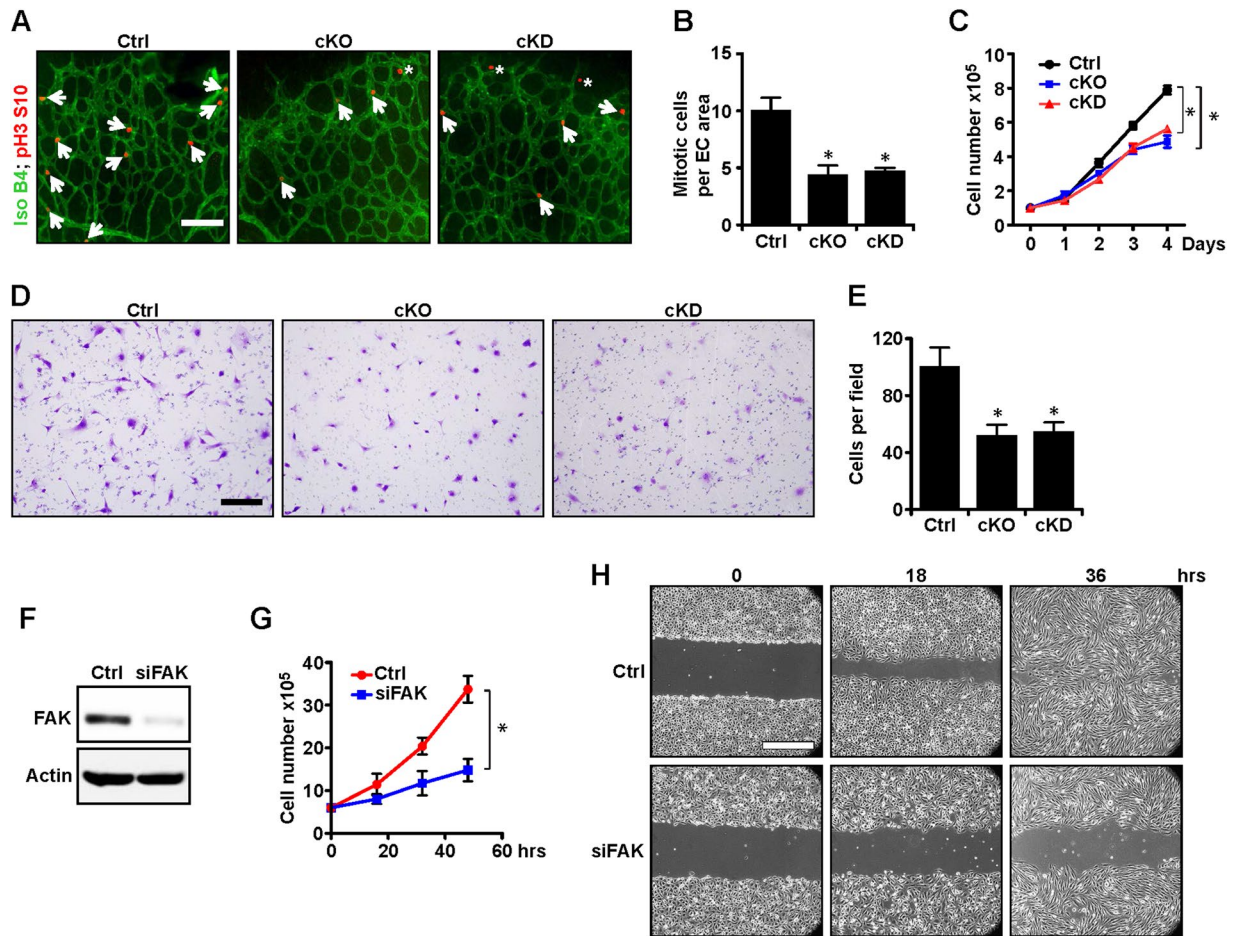 A
Ctrl
cKO
cKD
Iso B4; pH3 S10
*
*
*
B
Mitotic cells
per EC area
15
10
5
0
*
*
Ctrl
cKO
cKD
C
Cell number x10⁵
10
8
6
4
2
0
Ctrl
cKO
cKD
*
*
0 1 2 3 4 Days
D
Ctrl
cKO
cKD
E
Cells per field
120
80
40
0
*
*
Ctrl
cKO
cKD
F
Ctrl siFAK
FAK
Actin
G
Cell number x10⁵
40
30
20
10
0
Ctrl
siFAK
*
0 20 40 60 hrs
H
0 18 36 hrs
Ctrl
siFAK